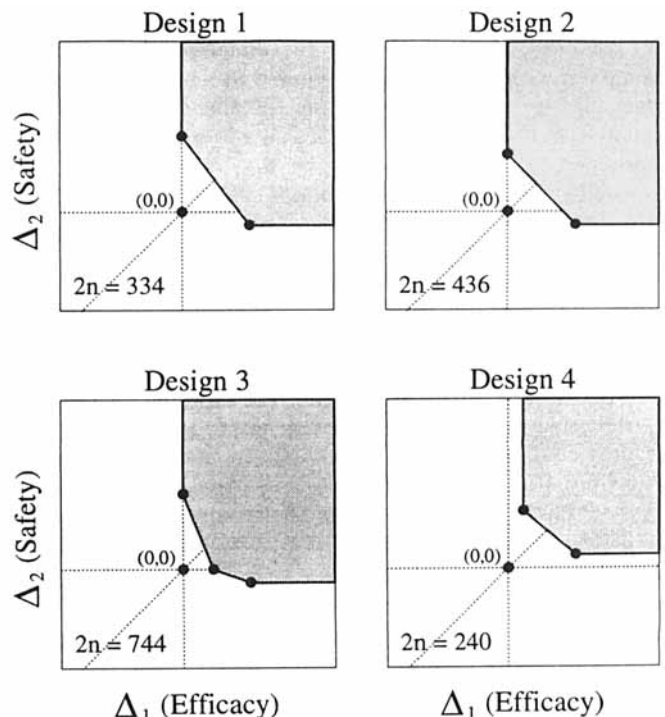 Design 1
Design 2
Δ2 (Safety)
(0,0)
(0,0)
2n = 334
2n = 436
Design 3
Design 4
Δ2 (Safety)
(0,0)
(0,0)
2n = 744
2n = 240
Δ1 (Efficacy)
Δ1 (Efficacy)